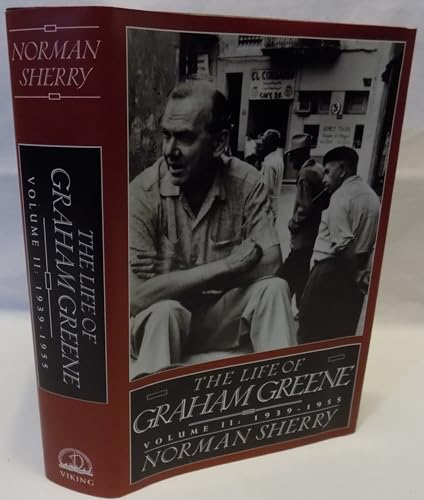 NORMAN
SHERRY
THE LIFE OF
GRAHAM GREENE
VOLUME II: 1939-1955
VIKING
THE LIFE OF
GRAHAM GREENE
VOLUME II: 1939-1955
NORMAN SHERRY